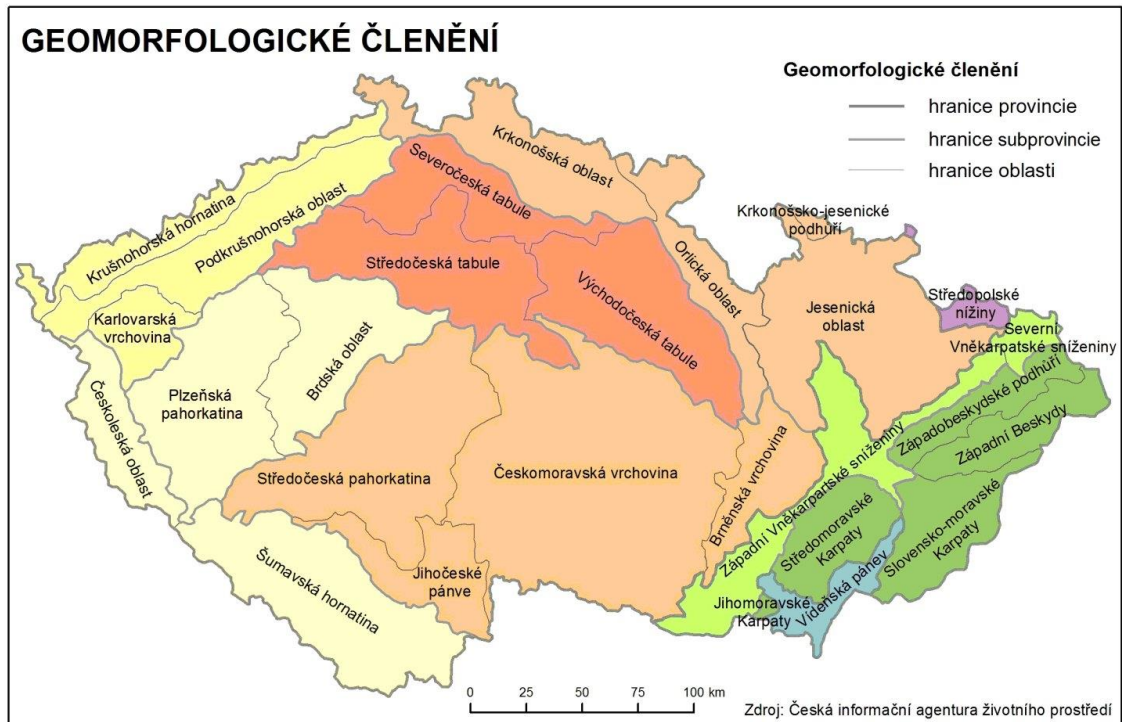 GEOMORFOLOGICKÉ ČLENĚNÍ
Geomorfologické členění
hranice provincie
hranice subprovincie
hranice oblasti
Krkonošská oblast
Severočeská tabule
Krušnohorská hornatina
Podkrušnohorská oblast
Krkonošsko-jesenické
podhůří
Orlická oblast
Středočeská tabule
Východočeská tabule
Jesenická
oblast
Středopolské
nížiny
Severní
Vněkarpatské sníženiny
Karlovarská
vrchovina
Brdská oblast
Plzeňská
pahorkatina
Českoleská oblast
Západobeskydské podhůří
Západní Beskydy
Středočeská pahorkatina
Českomoravská vrchovina
Brněnská vrchovina
Západní Vněkarpartské sníženiny
Středomoravské
Karpaty
Slovensko-moravské
Karpaty
Šumavská hornatina
Jihočeské
pánve
Jihomoravské
Karpaty
Vídeňská pánev
0 25 50 100 km
Zdroj: Česká informační agentura životního prostředí